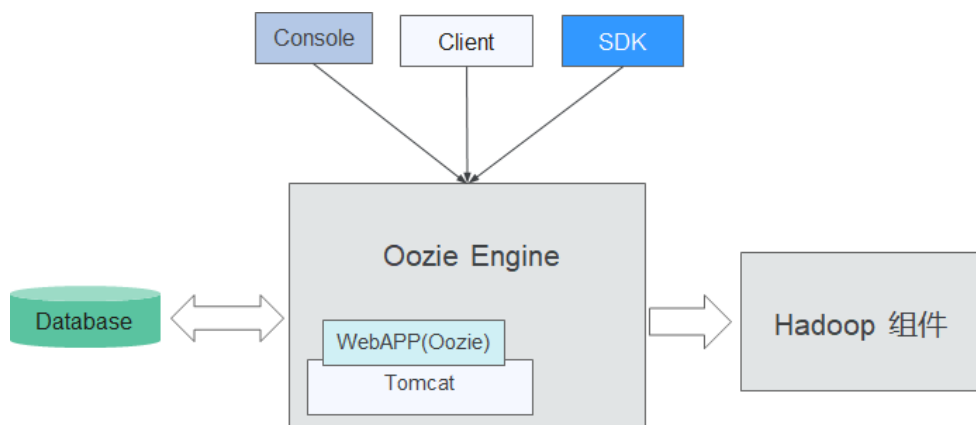 Console
Client
SDK
Oozie Engine
Database
WebAPP(Oozie)
Tomcat
Hadoop 组件